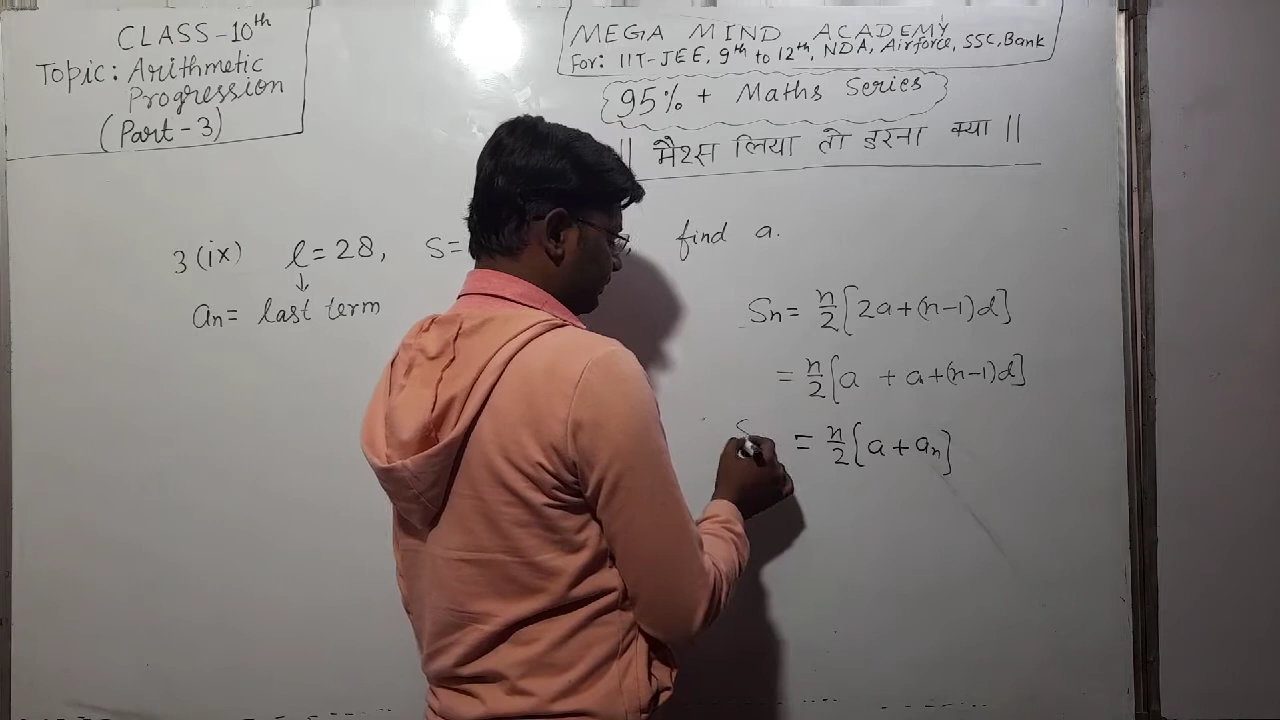 CLASS-10th
Topic: Arithmetic
Progression
(Part-3)
MEGA MIND ACADEMY
For: IIT-JEE, 9th to 12th, NDA, Airforce, SSC, Bank
95% + Maths Series
|| मैथ्स लिया तो डरना क्या ||
3(ix) l = 28, S= find a.
↓
an = last term
Sn = n/2[2a+(n-1)d]
= n/2[a + a+(n-1)d]
S = n/2[a+an]